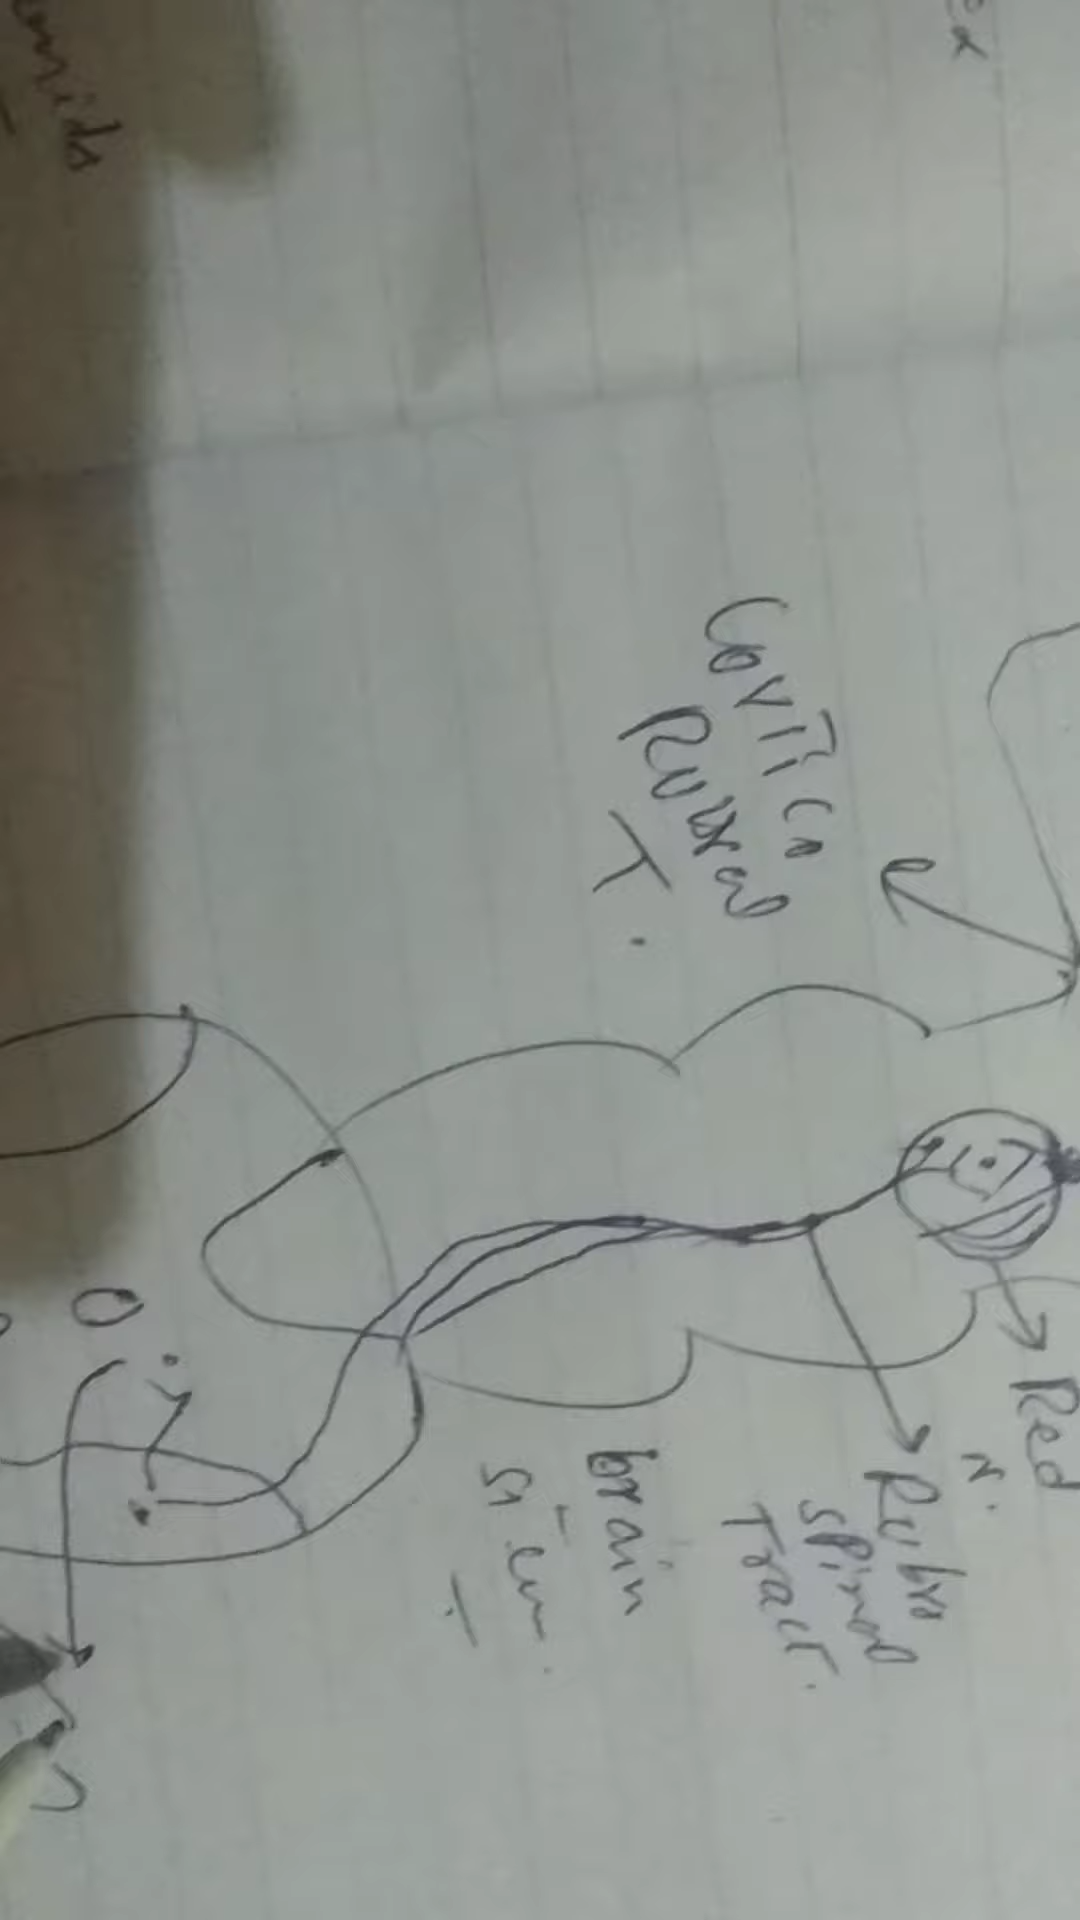 Cortico
Rubral
T.
Red
N.
Rubro
spinal
Tract.
brain
stem.